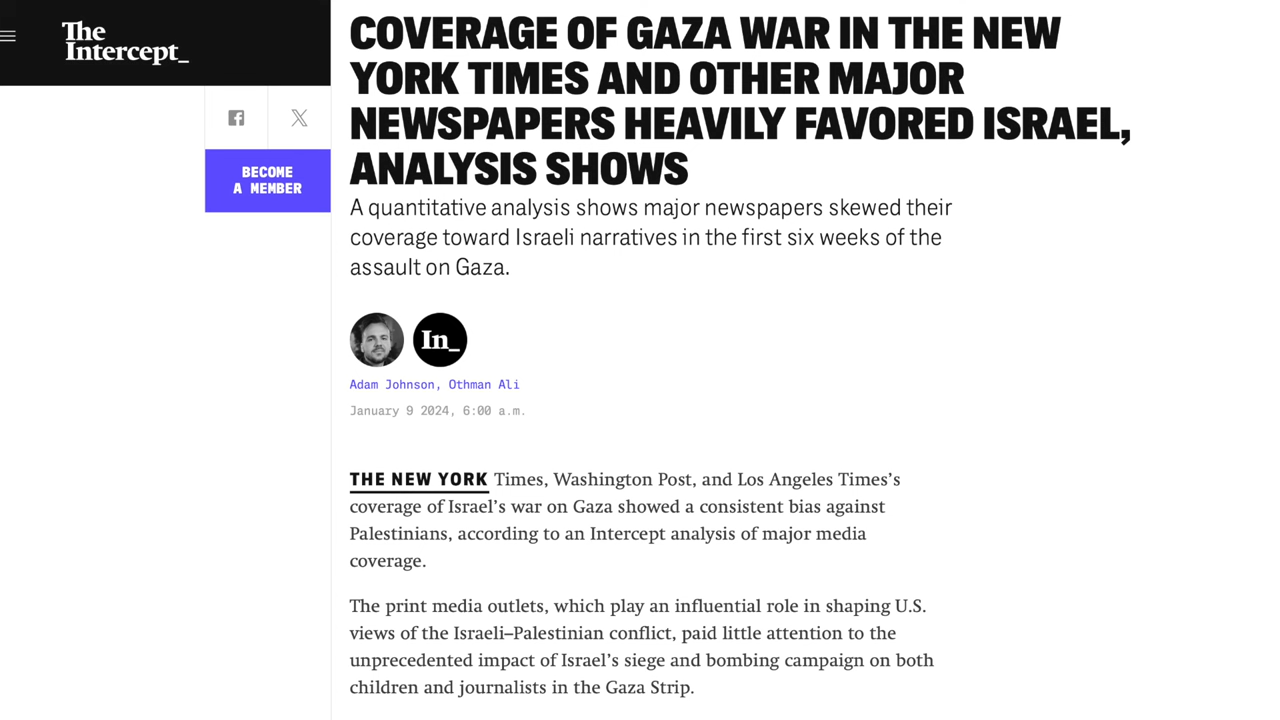 The
Intercept_
BECOME
A MEMBER
COVERAGE OF GAZA WAR IN THE NEW
YORK TIMES AND OTHER MAJOR
NEWSPAPERS HEAVILY FAVORED ISRAEL,
ANALYSIS SHOWS
A quantitative analysis shows major newspapers skewed their
coverage toward Israeli narratives in the first six weeks of the
assault on Gaza.
In_
Adam Johnson, Othman Ali
January 9 2024, 6:00 a.m.
THE NEW YORK Times, Washington Post, and Los Angeles Times’s
coverage of Israel’s war on Gaza showed a consistent bias against
Palestinians, according to an Intercept analysis of major media
coverage.
The print media outlets, which play an influential role in shaping U.S.
views of the Israeli–Palestinian conflict, paid little attention to the
unprecedented impact of Israel’s siege and bombing campaign on both
children and journalists in the Gaza Strip.